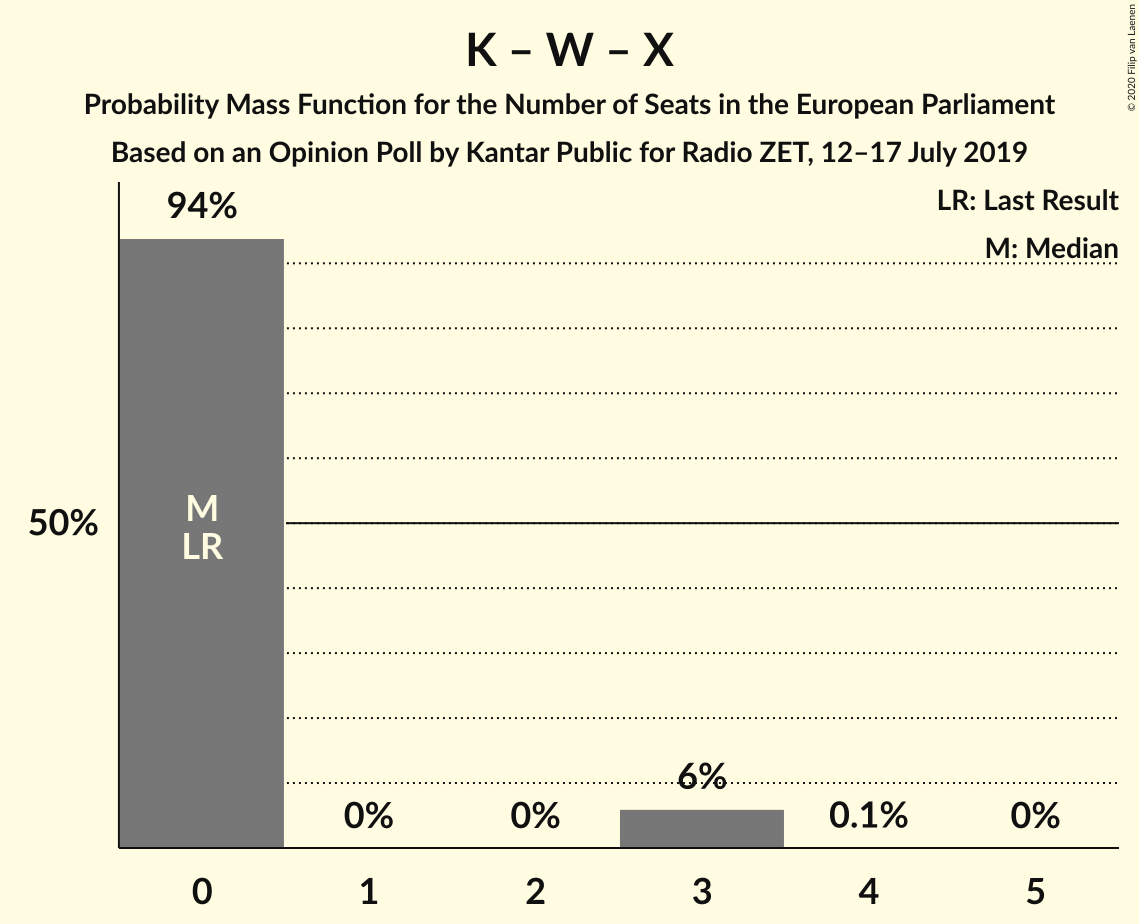 K – W – X
Probability Mass Function for the Number of Seats in the European Parliament
Based on an Opinion Poll by Kantar Public for Radio ZET, 12–17 July 2019
© 2020 Filip van Laenen
LR: Last Result
M: Median
94%
50%
M
LR
0%
0%
6%
0.1%
0%
0
1
2
3
4
5